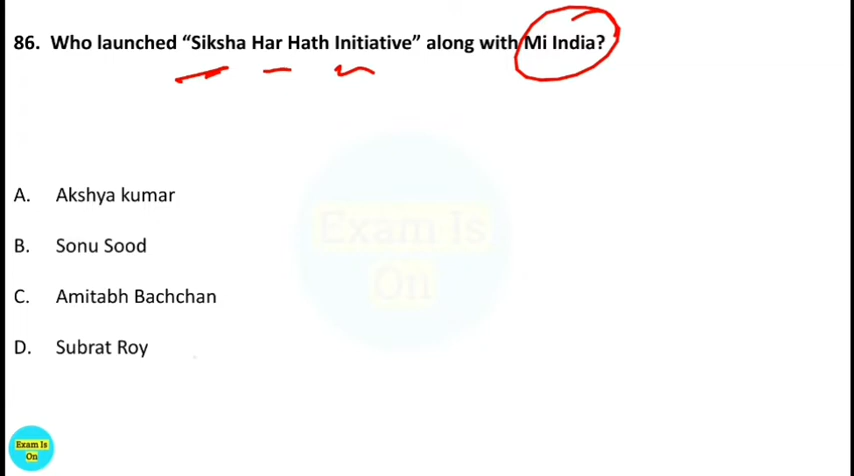 86. Who launched “Siksha Har Hath Initiative” along with Mi India?
Exam Is
On
A. Akshya kumar
B. Sonu Sood
C. Amitabh Bachchan
D. Subrat Roy
Exam Is
On